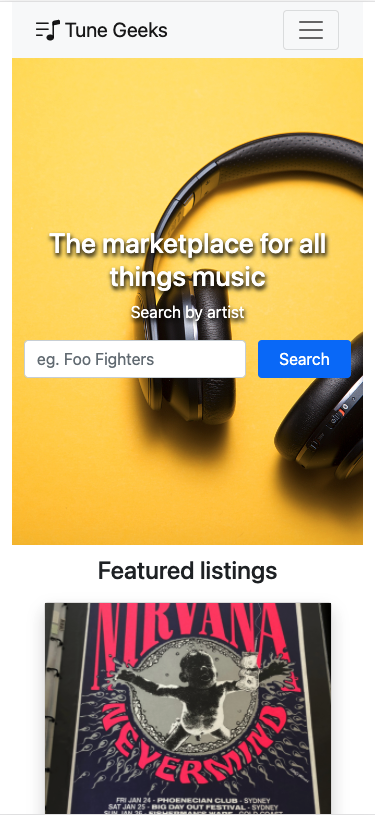 Tune Geeks
The marketplace for all
things music
Search by artist
eg. Foo Fighters
Search
Featured listings
NIRVANA
NEVERMIND
FRI JAN 24 - PHOENECIAN CLUB - SYDNEY
SAT JAN 25 - BIG DAY OUT FESTIVAL - SYDNEY
SUN JAN 26 - FISHERMAN'S WARF - GOLD COAST